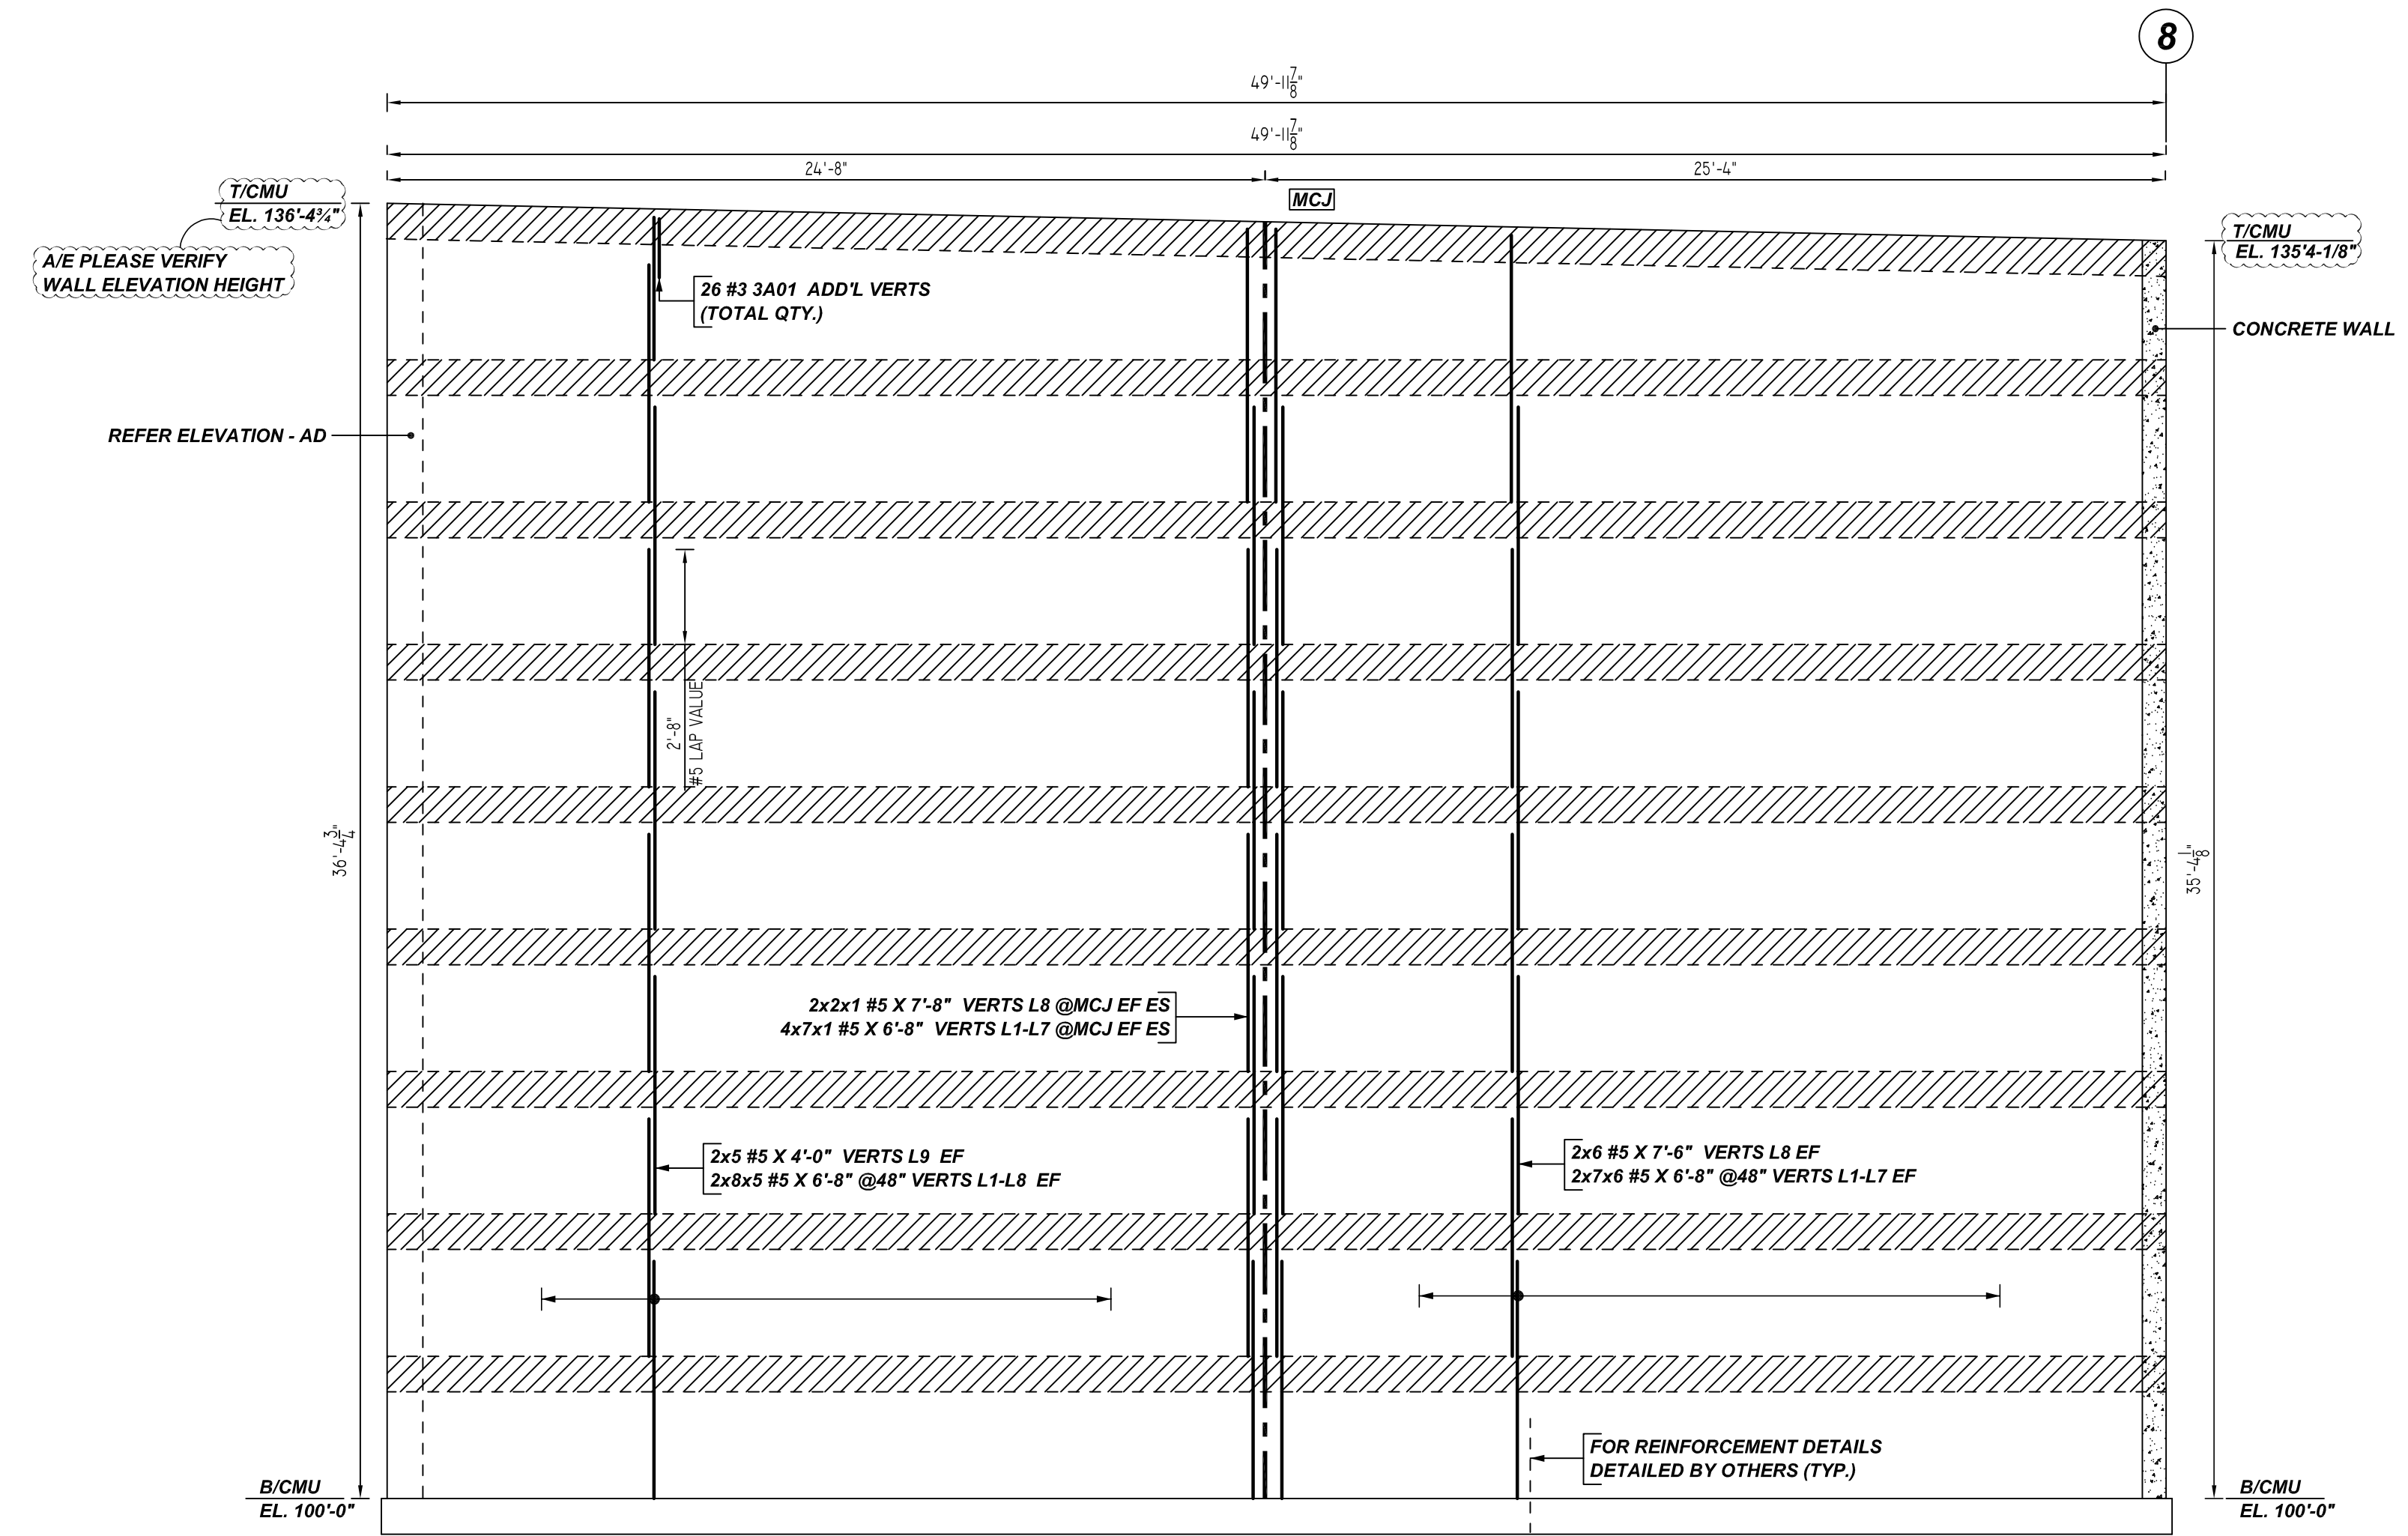 8
49'-11 7/8"
49'-11 7/8"
24'-8"
25'-4"
MCJ
T/CMU
EL. 136'-4¾"
A/E PLEASE VERIFY
WALL ELEVATION HEIGHT
T/CMU
EL. 135'4-1/8"
26 #3 3A01 ADD'L VERTS
(TOTAL QTY.)
CONCRETE WALL
REFER ELEVATION - AD
2'-8"
#5 LAP VALUE
36'-4 3/4"
35'-4 1/8"
2x2x1 #5 X 7'-8" VERTS L8 @MCJ EF ES
4x7x1 #5 X 6'-8" VERTS L1-L7 @MCJ EF ES
2x5 #5 X 4'-0" VERTS L9 EF
2x8x5 #5 X 6'-8" @48" VERTS L1-L8 EF
2x6 #5 X 7'-6" VERTS L8 EF
2x7x6 #5 X 6'-8" @48" VERTS L1-L7 EF
FOR REINFORCEMENT DETAILS
DETAILED BY OTHERS (TYP.)
B/CMU
EL. 100'-0"
B/CMU
EL. 100'-0"